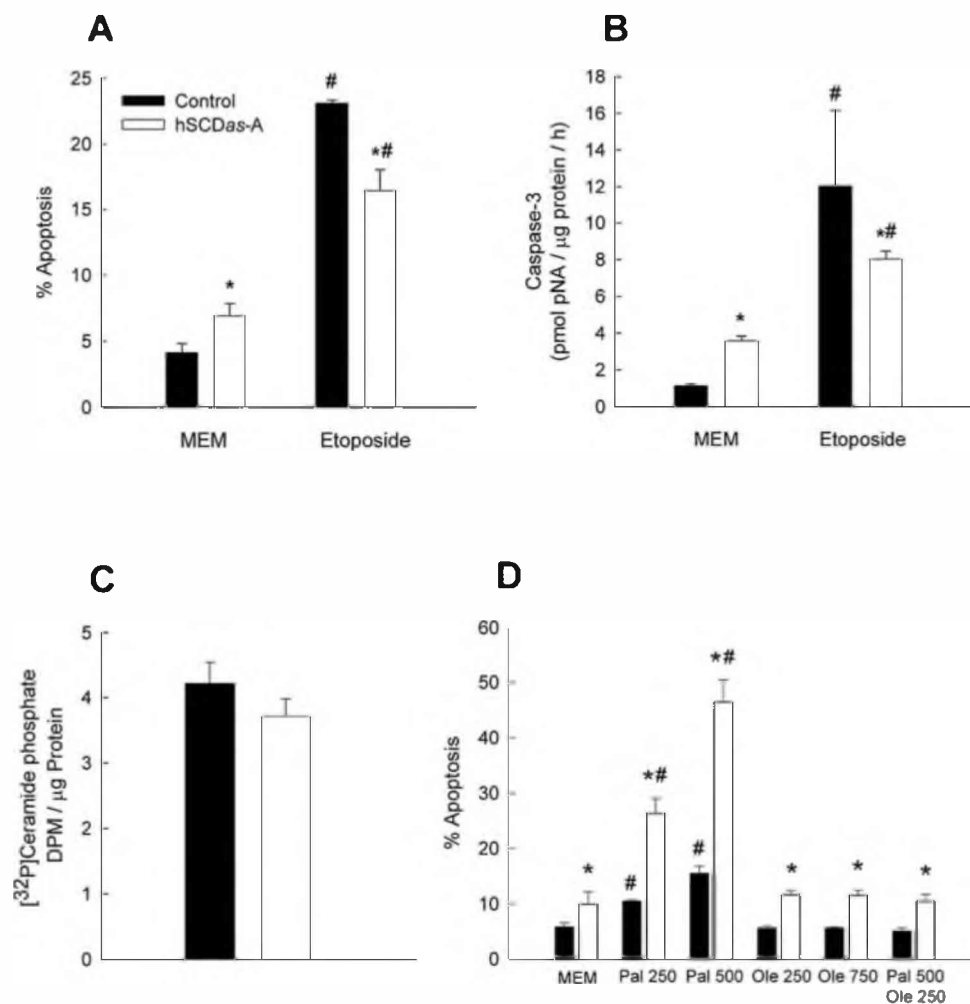 A
25
20
15
10
5
0
% Apoptosis
Control
hSCDas-A
#
*#
*
MEM
Etoposide
B
18
16
14
12
10
8
6
4
2
0
Caspase-3
(pmol pNA / µg protein / h)
#
*#
*
MEM
Etoposide
C
5
4
3
2
1
0
[32P]Ceramide phosphate
DPM / µg Protein
D
60
50
40
30
20
10
0
% Apoptosis
*#
*#
#
#
*
*
*
*
MEM
Pal 250
Pal 500
Ole 250
Ole 750
Pal 500
Ole 250